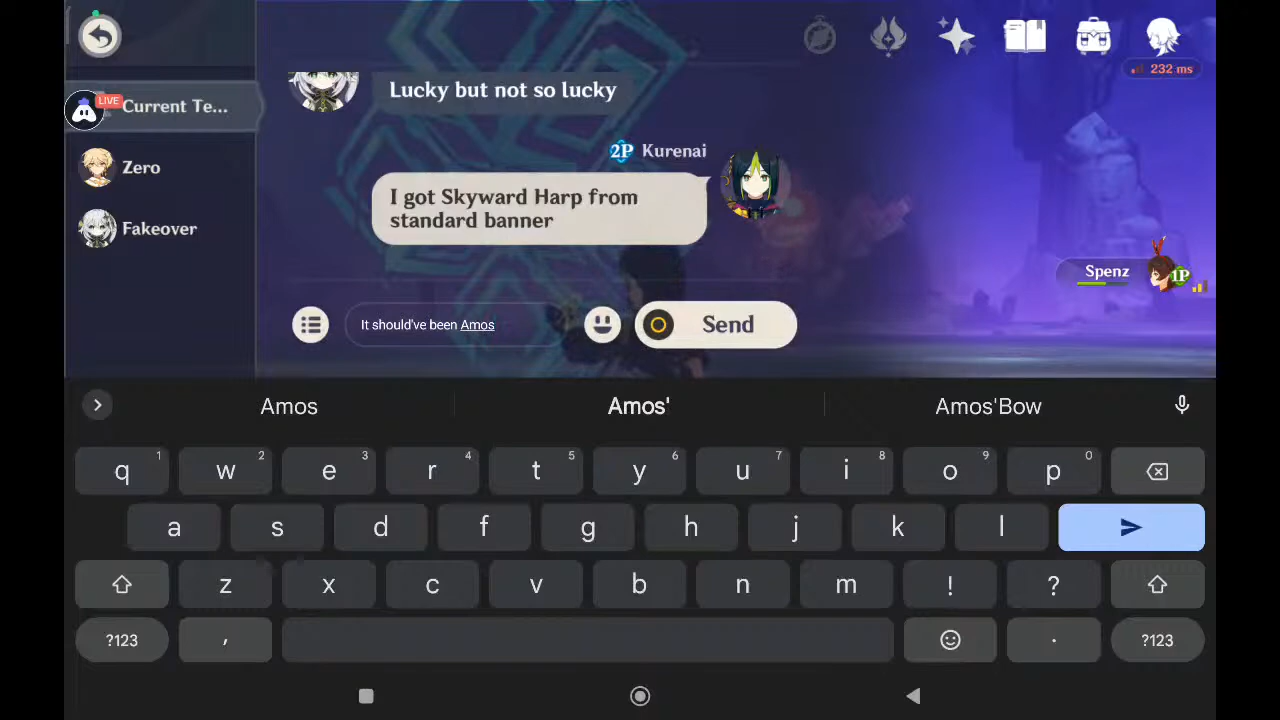 LIVE
Current Te...
232 ms
Lucky but not so lucky
Zero
2P Kurenai
I got Skyward Harp from
standard banner
Fakeover
Spenz
1P
It should've been Amos
Send
Amos Amos' Amos'Bow
q 1 w 2 e 3 r 4 t 5 y 6 u 7 i 8 o 9 p 0
a s d f g h j k l
z x c v b n m ! ?
?123 , . ?123